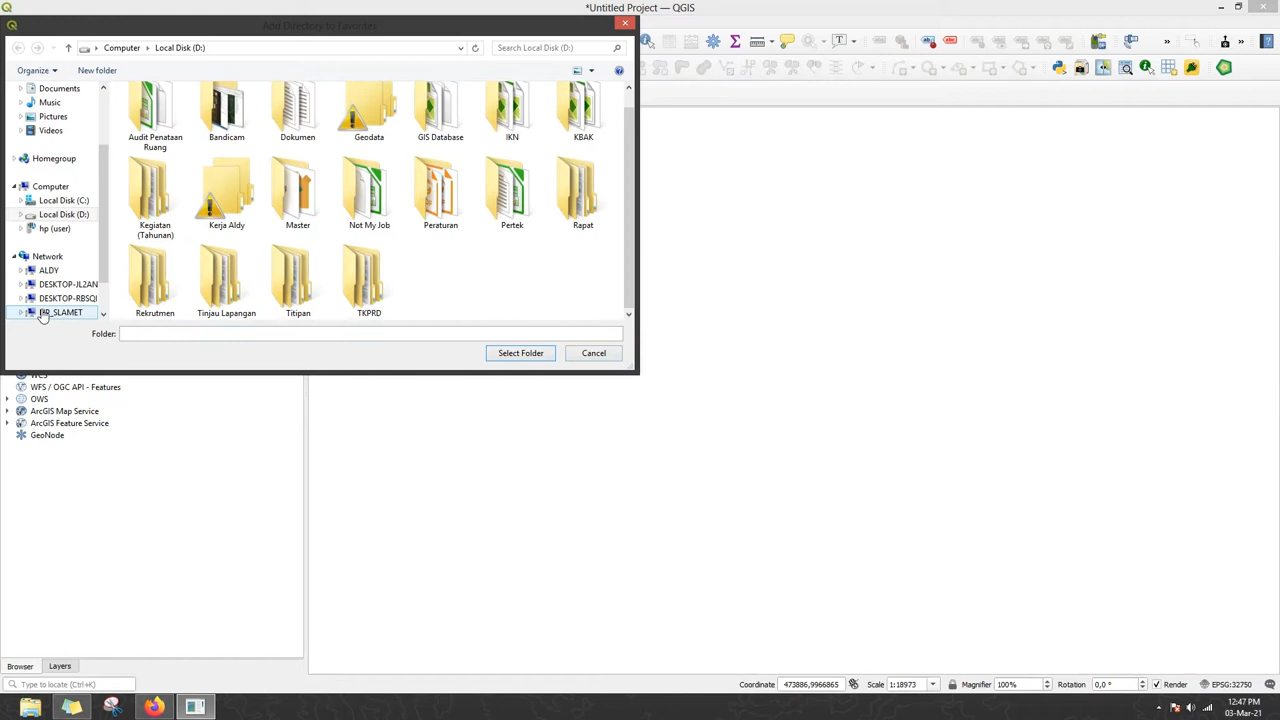 *Untitled Project — QGIS
Add Directory to Favorites
Computer
Local Disk (D:)
Search Local Disk (D:)
Organize
New folder
Documents
Music
Pictures
Videos
Homegroup
Computer
Local Disk (C:)
Local Disk (D:)
hp (user)
Network
ALDY
DESKTOP-JL2AN
DESKTOP-RBSQI
Audit Penataan
Ruang
Bandicam
Dokumen
Geodata
GIS Database
IKN
KBAK
Kegiatan
(Tahunan)
Kerja Aldy
Master
Not My Job
Peraturan
Pertek
Rapat
Rekrutmen
Tinjau Lapangan
Titipan
TKPRD
Folder:
Select Folder
Cancel
WFS / OGC API - Features
OWS
ArcGIS Map Service
ArcGIS Feature Service
GeoNode
Browser
Layers
Type to locate (Ctrl+K)
Coordinate
473886,9966865
Scale
1:18973
Magnifier
100%
Rotation
0,0 °
Render
EPSG:32750
12:47 PM
03-Mar-21